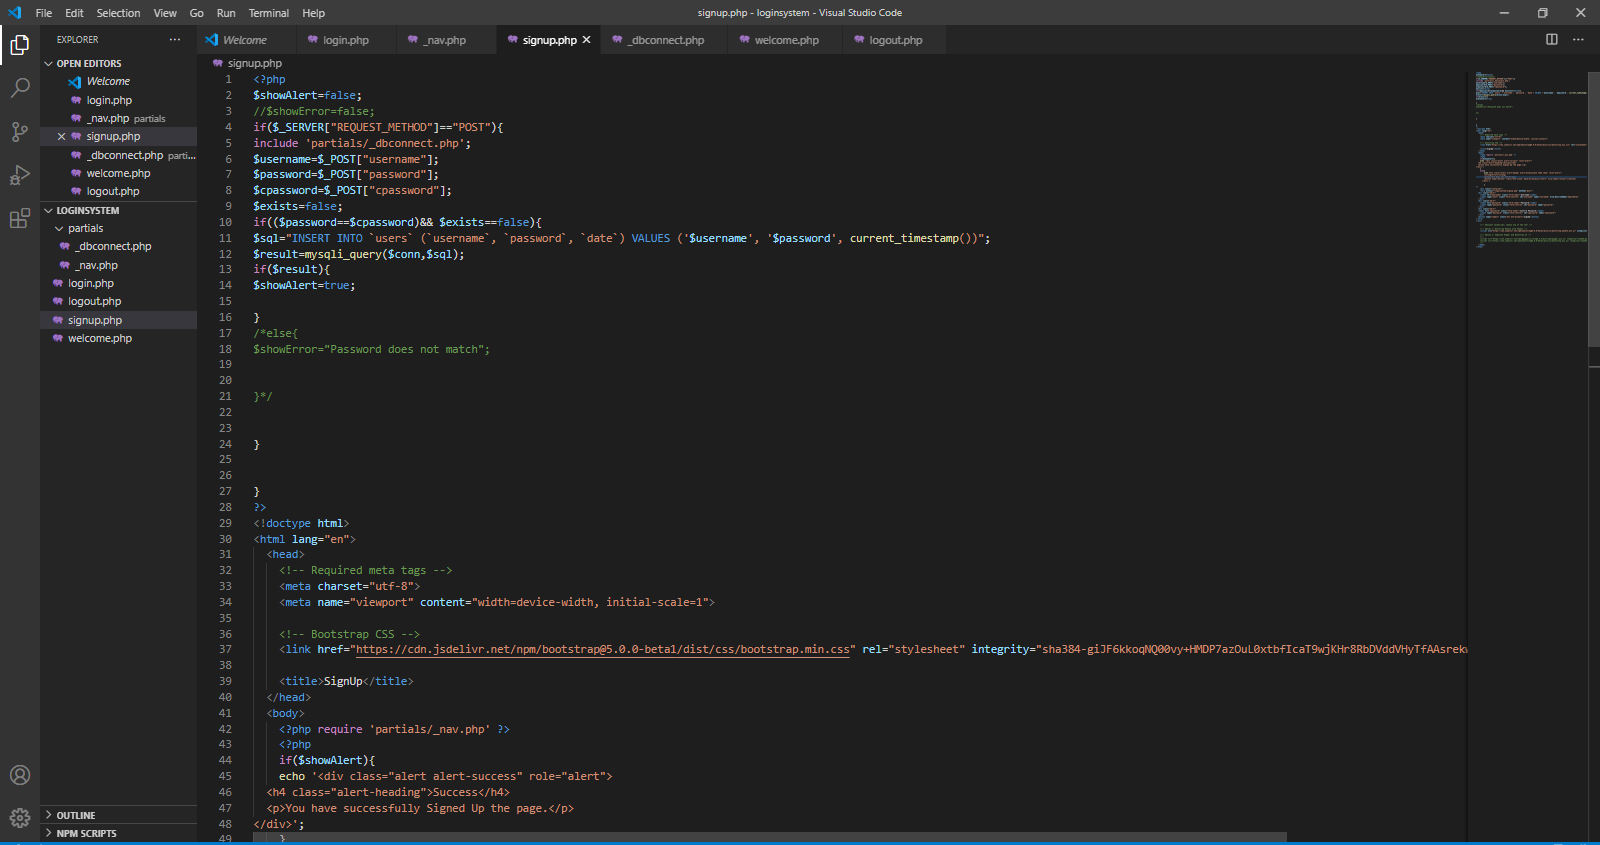 File Edit Selection View Go Run Terminal Help
signup.php - loginsystem - Visual Studio Code
EXPLORER ...
OPEN EDITORS
Welcome
login.php
_nav.php partials
signup.php
_dbconnect.php parti...
welcome.php
logout.php
LOGINSYSTEM
partials
_dbconnect.php
_nav.php
login.php
logout.php
signup.php
welcome.php
OUTLINE
NPM SCRIPTS
Welcome login.php _nav.php signup.php _dbconnect.php welcome.php logout.php
signup.php
1 <?php
2 $showAlert=false;
3 //$showError=false;
4 if($_SERVER["REQUEST_METHOD"]=="POST"){
5 include 'partials/_dbconnect.php';
6 $username=$_POST["username"];
7 $password=$_POST["password"];
8 $cpassword=$_POST["cpassword"];
9 $exists=false;
10 if(($password==$cpassword)&& $exists==false){
11 $sql="INSERT INTO `users` (`username`, `password`, `date`) VALUES ('$username', '$password', current_timestamp())";
12 $result=mysqli_query($conn,$sql);
13 if($result){
14 $showAlert=true;
15
16 }
17 /*else{
18 $showError="Password does not match";
19
20
21 }*/
22
23
24 }
25
26
27 }
28 ?>
29 <!doctype html>
30 <html lang="en">
31 <head>
32 <!-- Required meta tags -->
33 <meta charset="utf-8">
34 <meta name="viewport" content="width=device-width, initial-scale=1">
35
36 <!-- Bootstrap CSS -->
37 <link href="https://cdn.jsdelivr.net/npm/bootstrap@5.0.0-beta1/dist/css/bootstrap.min.css" rel="stylesheet" integrity="sha384-giJF6kkoqNQ00vy+HMDP7azOuL0xtbfIcaT9wjKHr8RbDVddVHyTfAAsrekw
38
39 <title>SignUp</title>
40 </head>
41 <body>
42 <?php require 'partials/_nav.php' ?>
43 <?php
44 if($showAlert){
45 echo '<div class="alert alert-success" role="alert">
46 <h4 class="alert-heading">Success</h4>
47 <p>You have successfully Signed Up the page.</p>
48 </div>';
49 }